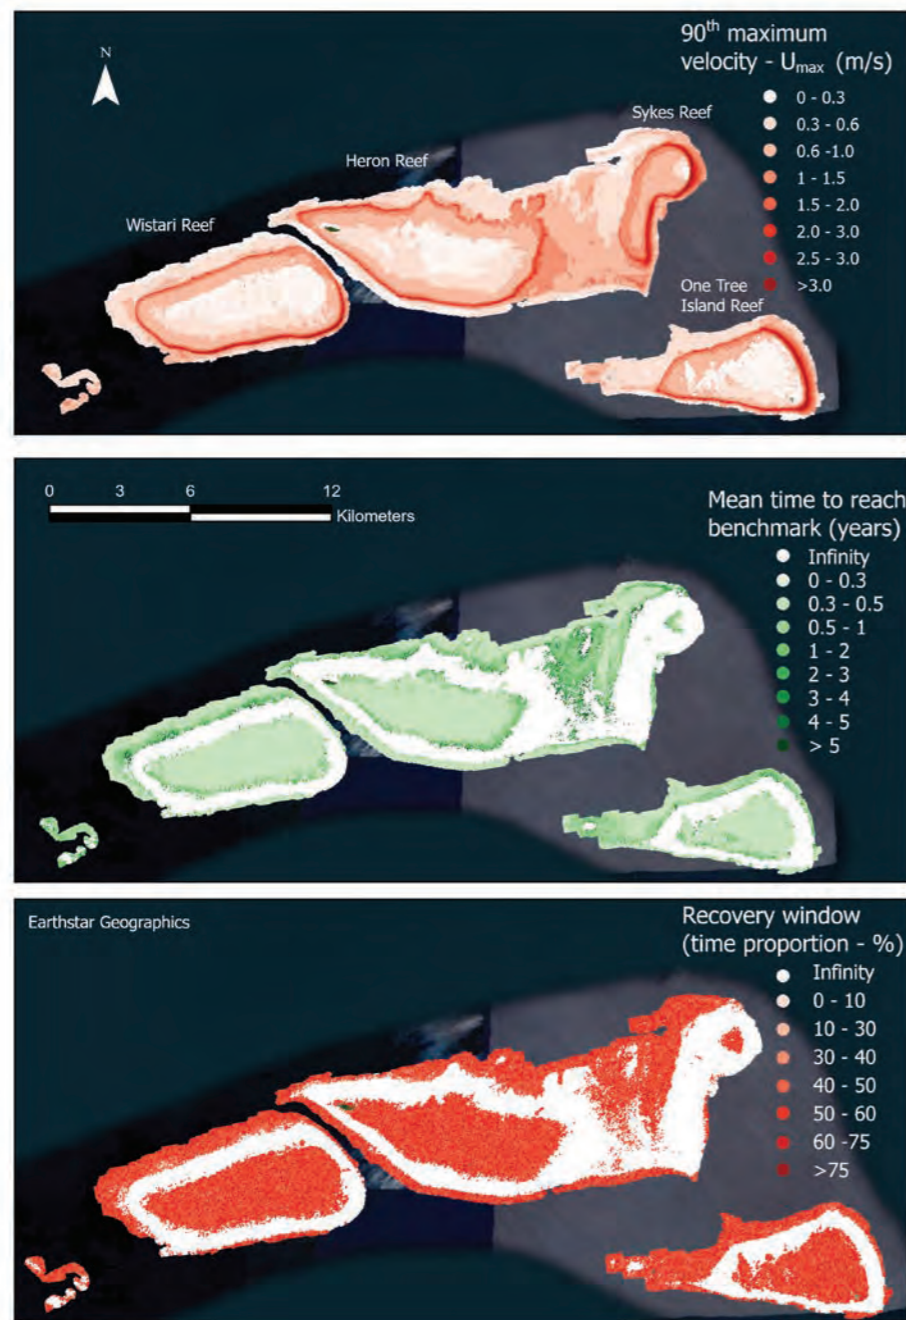 90th maximum
velocity - Umax (m/s)
N
0 - 0.3
Sykes Reef
0.3 - 0.6
0.6 -1.0
Heron Reef
1 - 1.5
1.5 - 2.0
Wistari Reef
2.0 - 3.0
2.5 - 3.0
One Tree
Island Reef
>3.0
0 3 6 12
Kilometers
Mean time to reach
benchmark (years)
Infinity
0 - 0.3
0.3 - 0.5
0.5 - 1
1 - 2
2 - 3
3 - 4
4 - 5
> 5
Earthstar Geographics
Recovery window
(time proportion - %)
Infinity
0 - 10
10 - 30
30 - 40
40 - 50
50 - 60
60 -75
>75